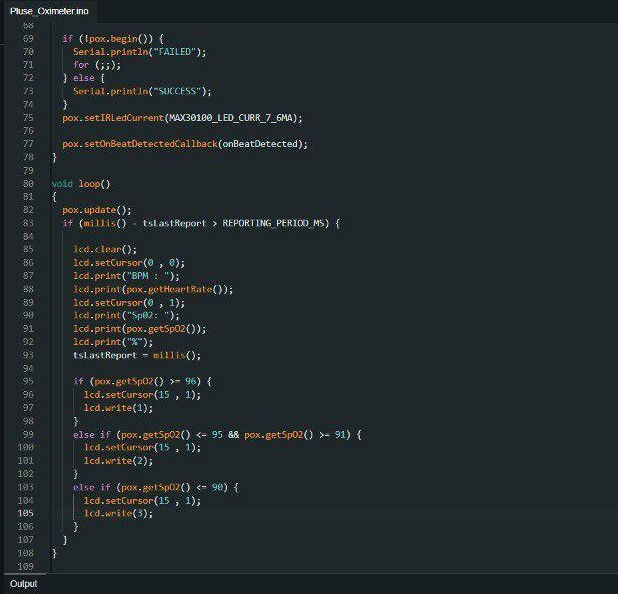 Pluse_Oximeter.ino
68
69 if (!pox.begin()) {
70 Serial.println("FAILED");
71 for (;;);
72 } else {
73 Serial.println("SUCCESS");
74 }
75 pox.setIRLedCurrent(MAX30100_LED_CURR_7_6MA);
76
77 pox.setOnBeatDetectedCallback(onBeatDetected);
78 }
79
80 void loop()
81 {
82 pox.update();
83 if (millis() - tsLastReport > REPORTING_PERIOD_MS) {
84
85 lcd.clear();
86 lcd.setCursor(0 , 0);
87 lcd.print("BPM : ");
88 lcd.print(pox.getHeartRate());
89 lcd.setCursor(0 , 1);
90 lcd.print("Sp02: ");
91 lcd.print(pox.getSpO2());
92 lcd.print("%");
93 tsLastReport = millis();
94
95 if (pox.getSpO2() >= 96) {
96 lcd.setCursor(15 , 1);
97 lcd.write(1);
98 }
99 else if (pox.getSpO2() <= 95 && pox.getSpO2() >= 91) {
100 lcd.setCursor(15 , 1);
101 lcd.write(2);
102 }
103 else if (pox.getSpO2() <= 90) {
104 lcd.setCursor(15 , 1);
105 lcd.write(3);
106 }
107 }
108 }
109
Output